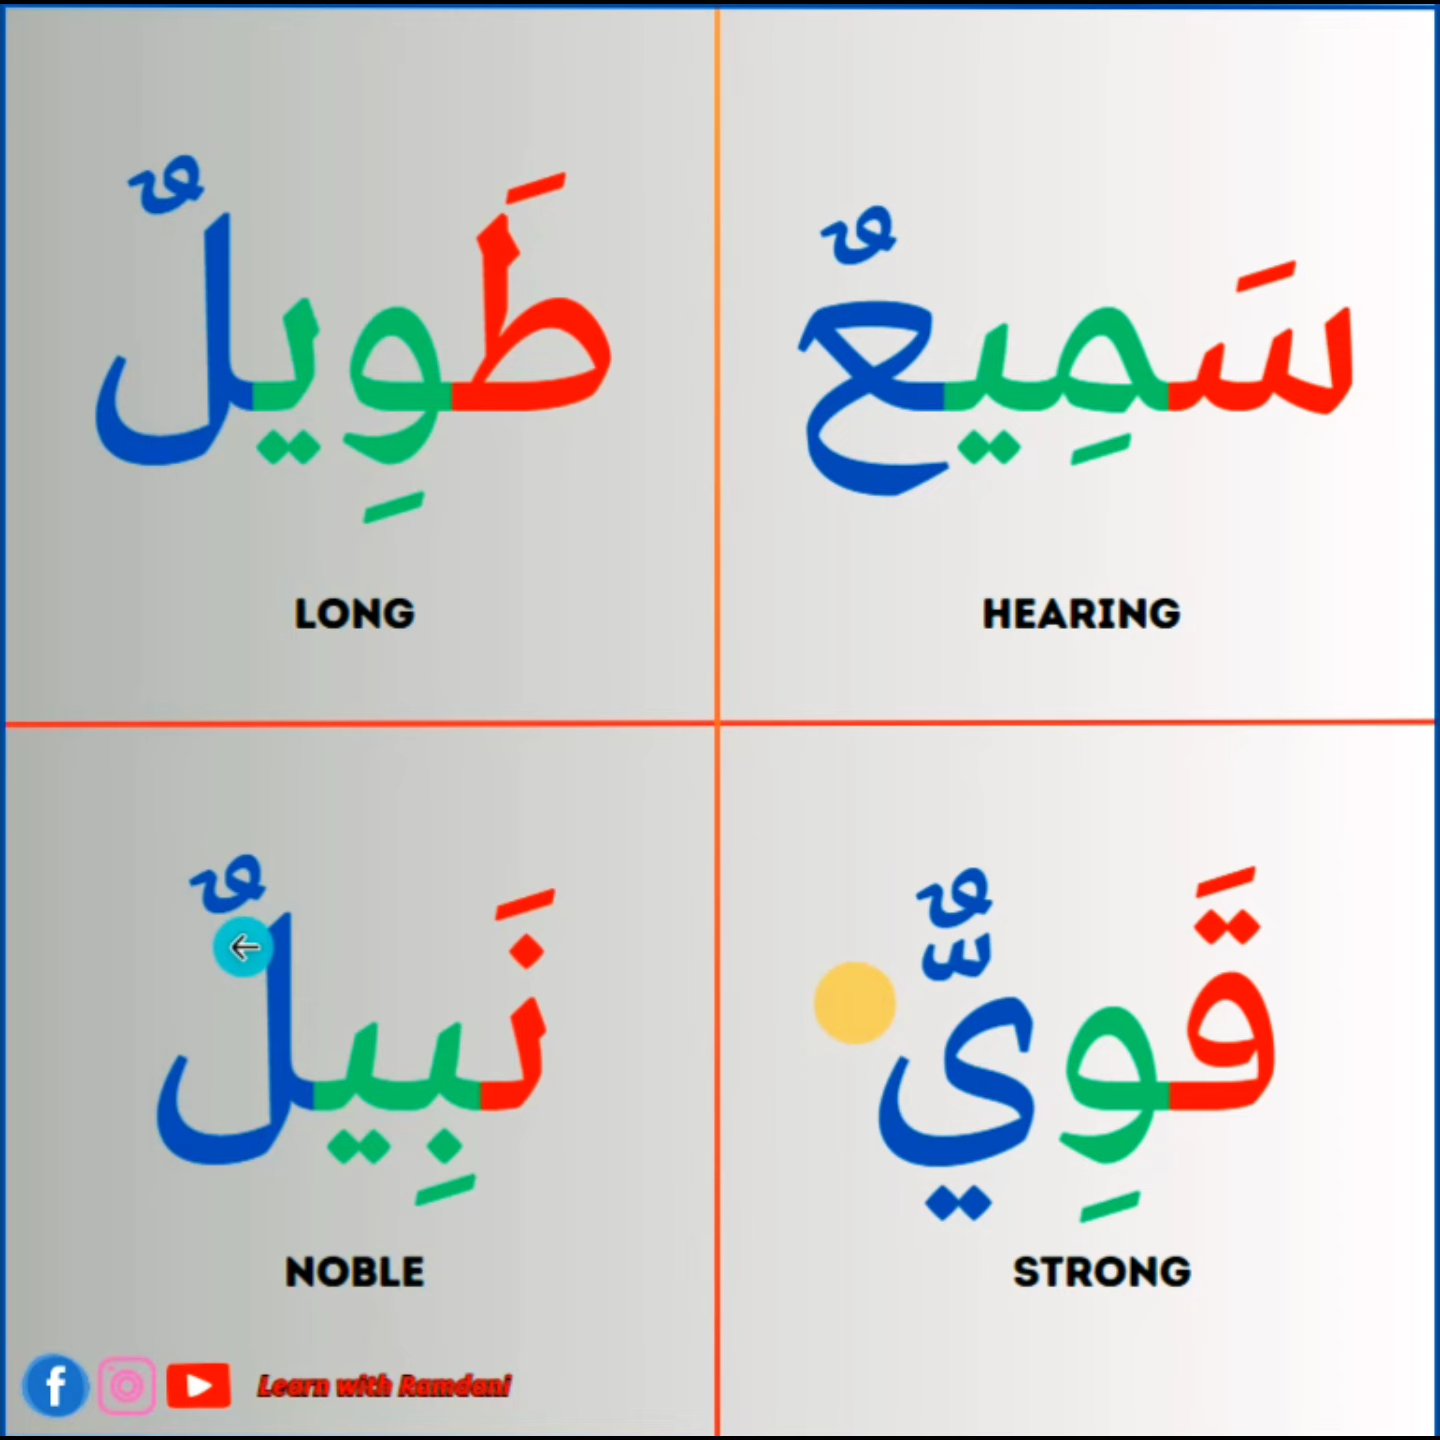 سَمِيعٌ
HEARING
طَوِيلٌ
LONG
قَوِيٌّ
STRONG
نَبِيلٌ
NOBLE
Learn with Ramdani